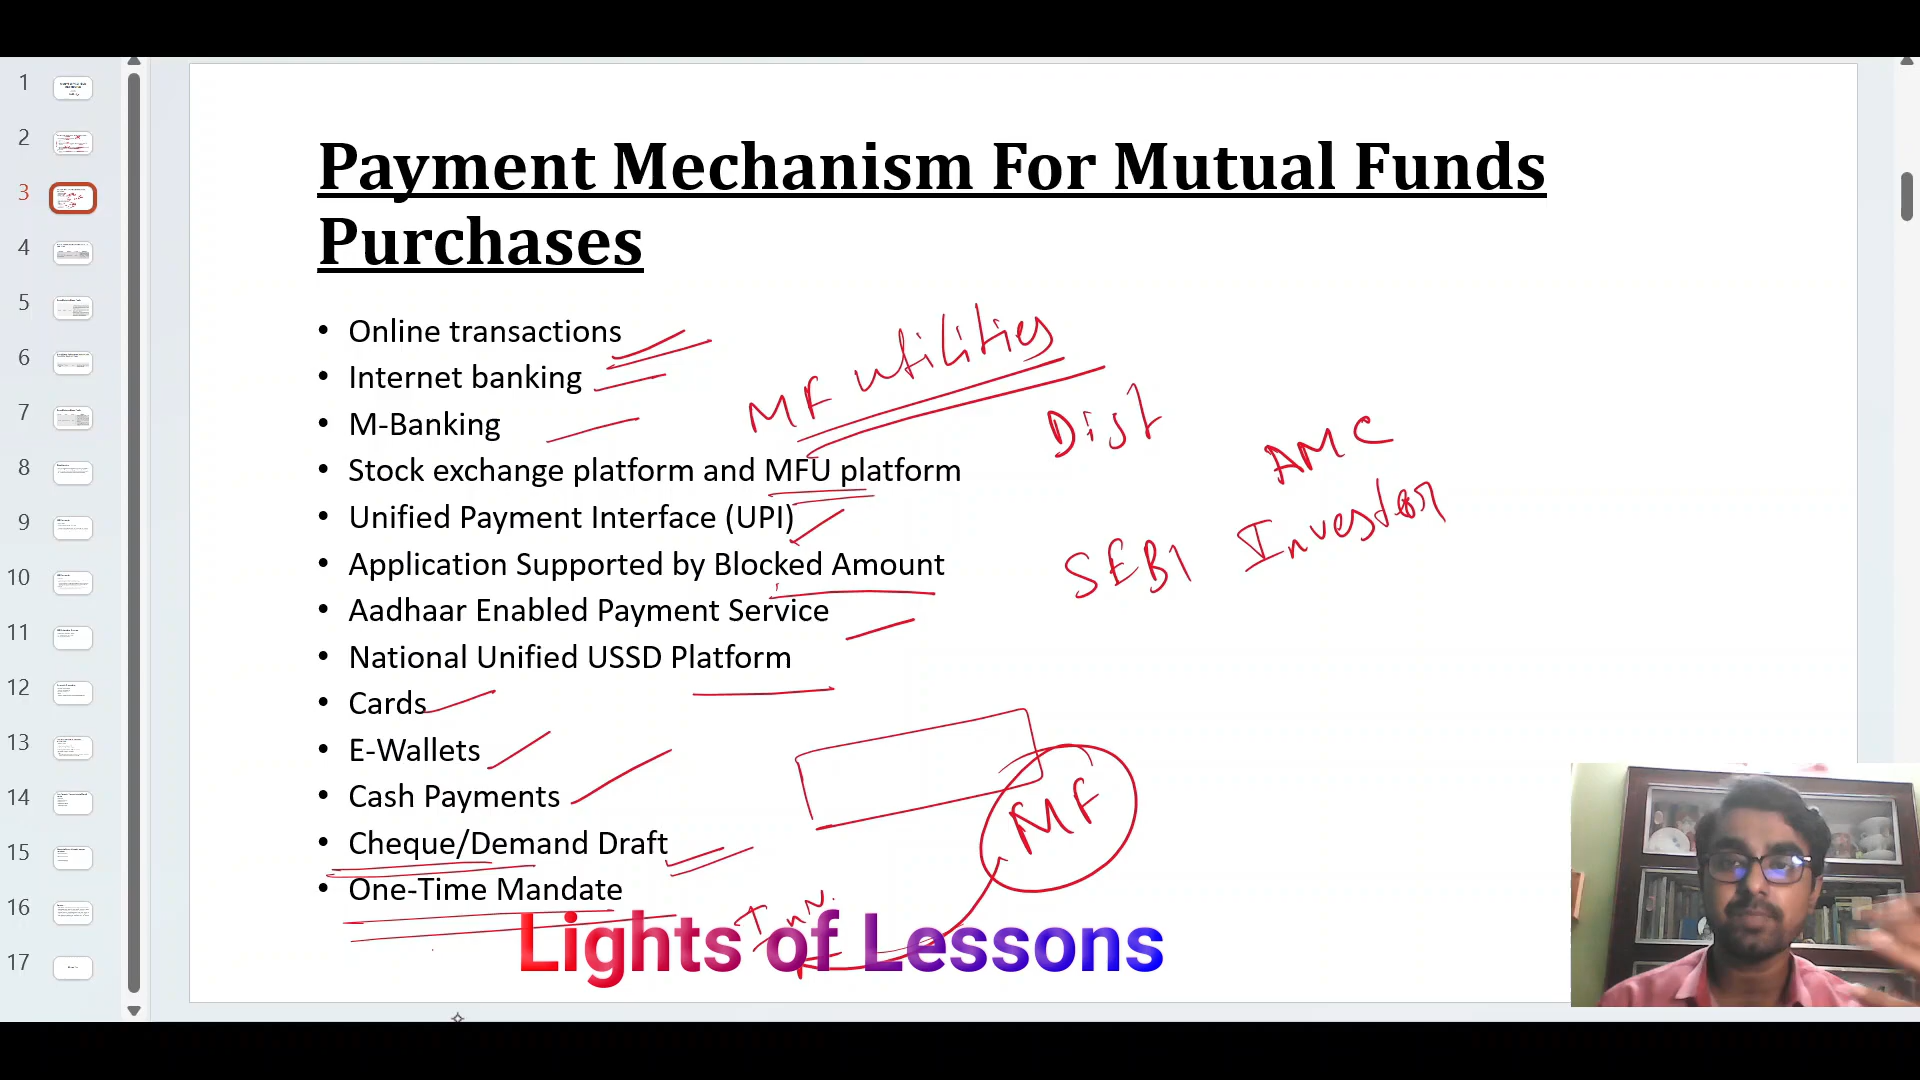 1
2
3
4
5
6
7
8
9
10
11
12
13
14
15
16
17
Payment Mechanism For Mutual Funds
Purchases
• Online transactions
• Internet banking
• M-Banking
• Stock exchange platform and MFU platform
• Unified Payment Interface (UPI)
• Application Supported by Blocked Amount
• Aadhaar Enabled Payment Service
• National Unified USSD Platform
• Cards
• E-Wallets
• Cash Payments
• Cheque/Demand Draft
• One-Time Mandate
MF utilities
Dist
AMC
SEBI Investor
MF
Inv.
Lights of Lessons